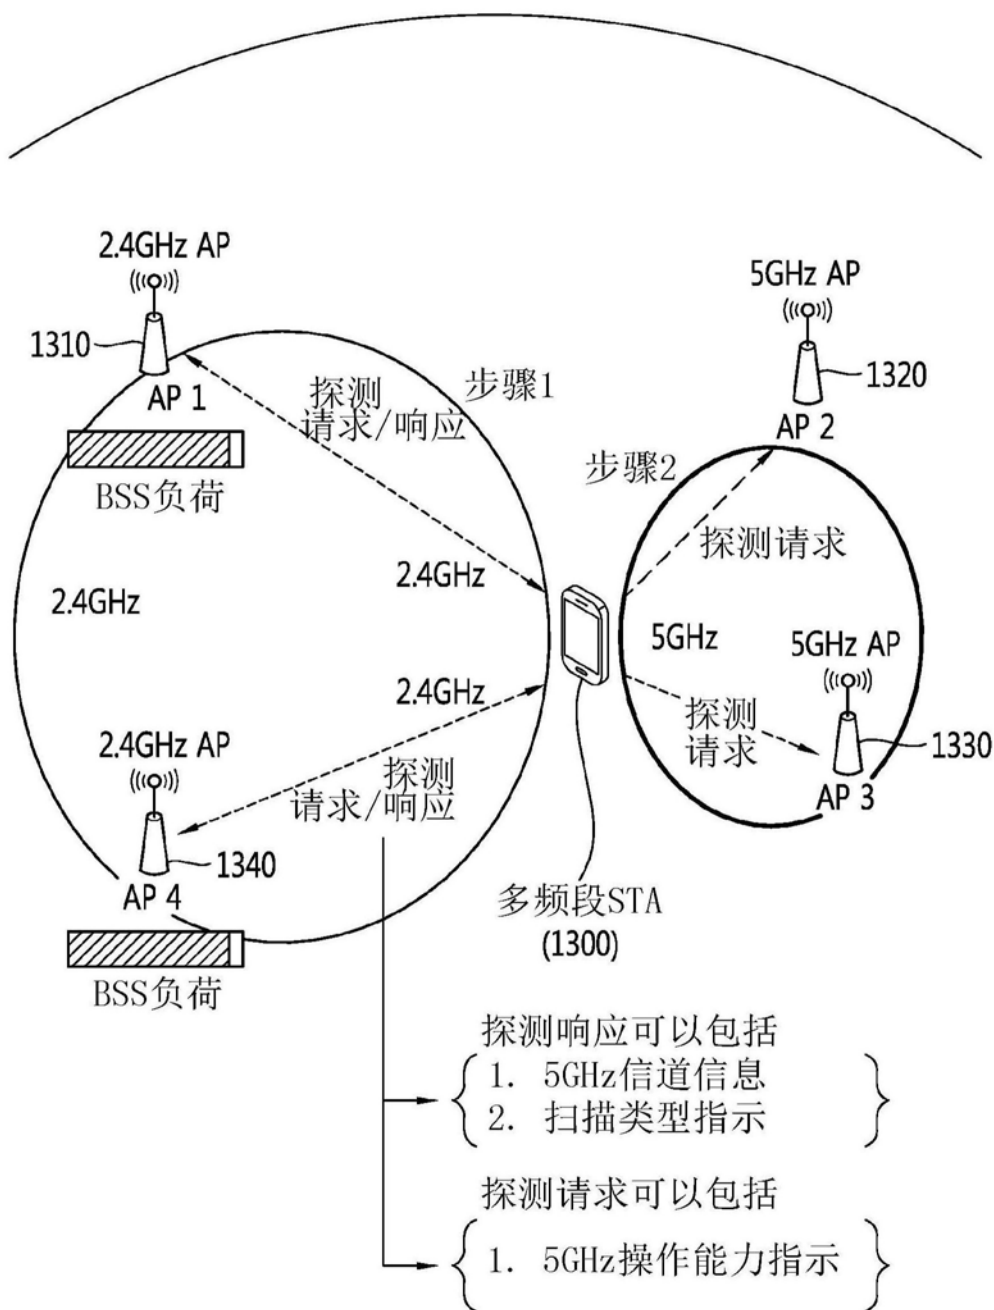 2.4GHz AP
1310
AP 1
BSS负荷
探测
请求/响应
步骤1
5GHz AP
1320
AP 2
步骤2
探测请求
2.4GHz
2.4GHz
5GHz
2.4GHz
5GHz AP
探测
请求
1330
AP 3
2.4GHz AP
探测
请求/响应
1340
AP 4
BSS负荷
多频段STA
(1300)
探测响应可以包括
1. 5GHz信道信息
2. 扫描类型指示
探测请求可以包括
1. 5GHz操作能力指示